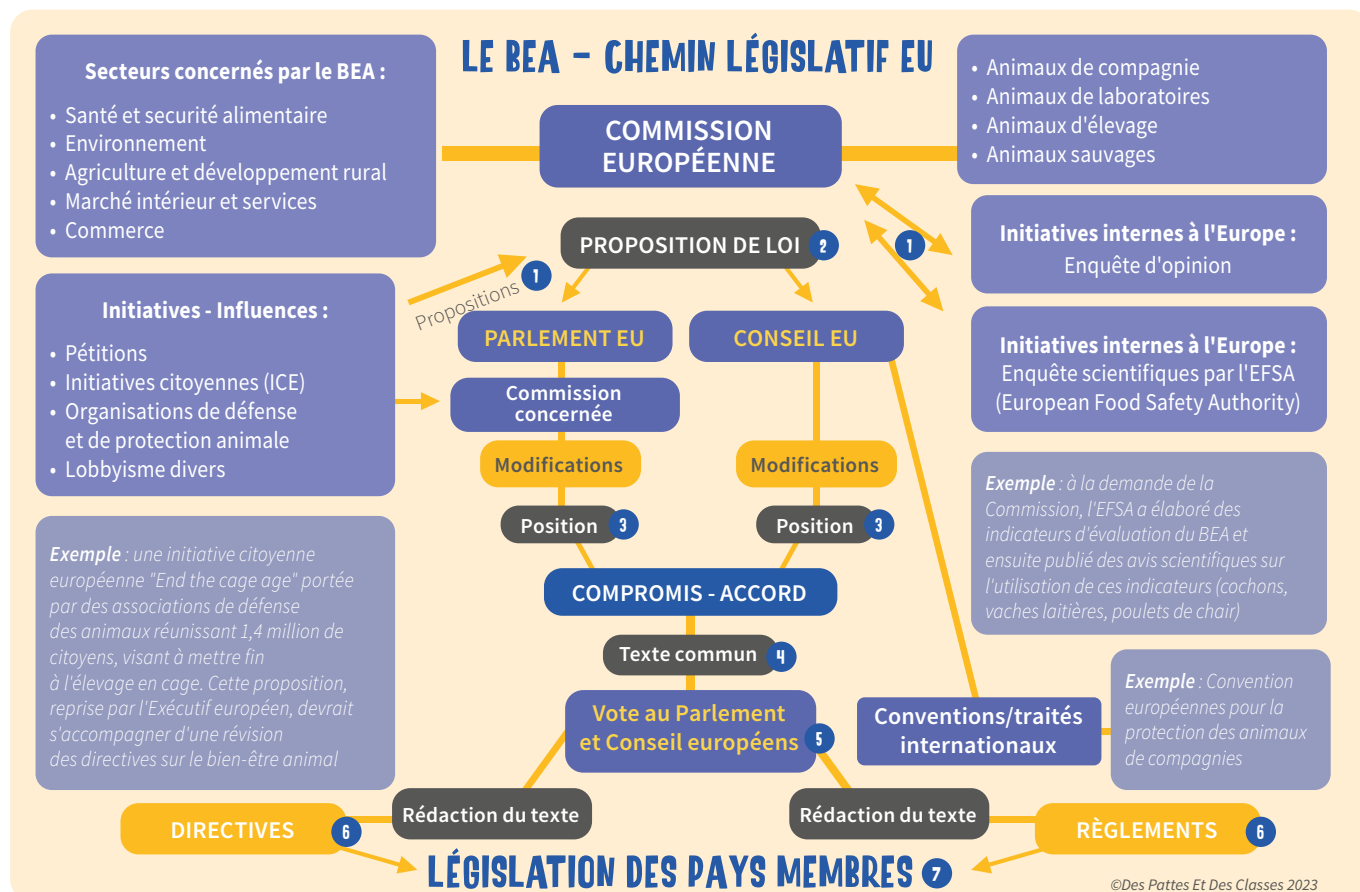 LE BEA – CHEMIN LÉGISLATIF EU
Secteurs concernés par le BEA :
• Santé et securité alimentaire
• Environnement
• Agriculture et développement rural
• Marché intérieur et services
• Commerce
COMMISSION
EUROPÉENNE
• Animaux de compagnie
• Animaux de laboratoires
• Animaux d'élevage
• Animaux sauvages
Initiatives internes à l'Europe :
Enquête d'opinion
1
PROPOSITION DE LOI 2
Propositions 1
Initiatives - Influences :
• Pétitions
• Initiatives citoyennes (ICE)
• Organisations de défense
et de protection animale
• Lobbyisme divers
PARLEMENT EU
CONSEIL EU
Initiatives internes à l'Europe :
Enquête scientifiques par l'EFSA
(European Food Safety Authority)
Commission
concernée
Modifications
Modifications
Position 3
Position 3
Exemple : à la demande de la
Commission, l'EFSA a élaboré des
indicateurs d'évaluation du BEA et
ensuite publié des avis scientifiques sur
l'utilisation de ces indicateurs (cochons,
vaches laitières, poulets de chair)
Exemple : une initiative citoyenne
européenne "End the cage age" portée
par des associations de défense
des animaux réunissant 1,4 million de
citoyens, visant à mettre fin
à l'élevage en cage. Cette proposition,
reprise par l'Exécutif européen, devrait
s'accompagner d'une révision
des directives sur le bien-être animal
COMPROMIS - ACCORD
Texte commun 4
Vote au Parlement
et Conseil européens 5
Conventions/traités
internationaux
Exemple : Convention
européennes pour la
protection des animaux
de compagnies
Rédaction du texte
Rédaction du texte
DIRECTIVES 6
RÈGLEMENTS 6
LÉGISLATION DES PAYS MEMBRES 7
©Des Pattes Et Des Classes 2023